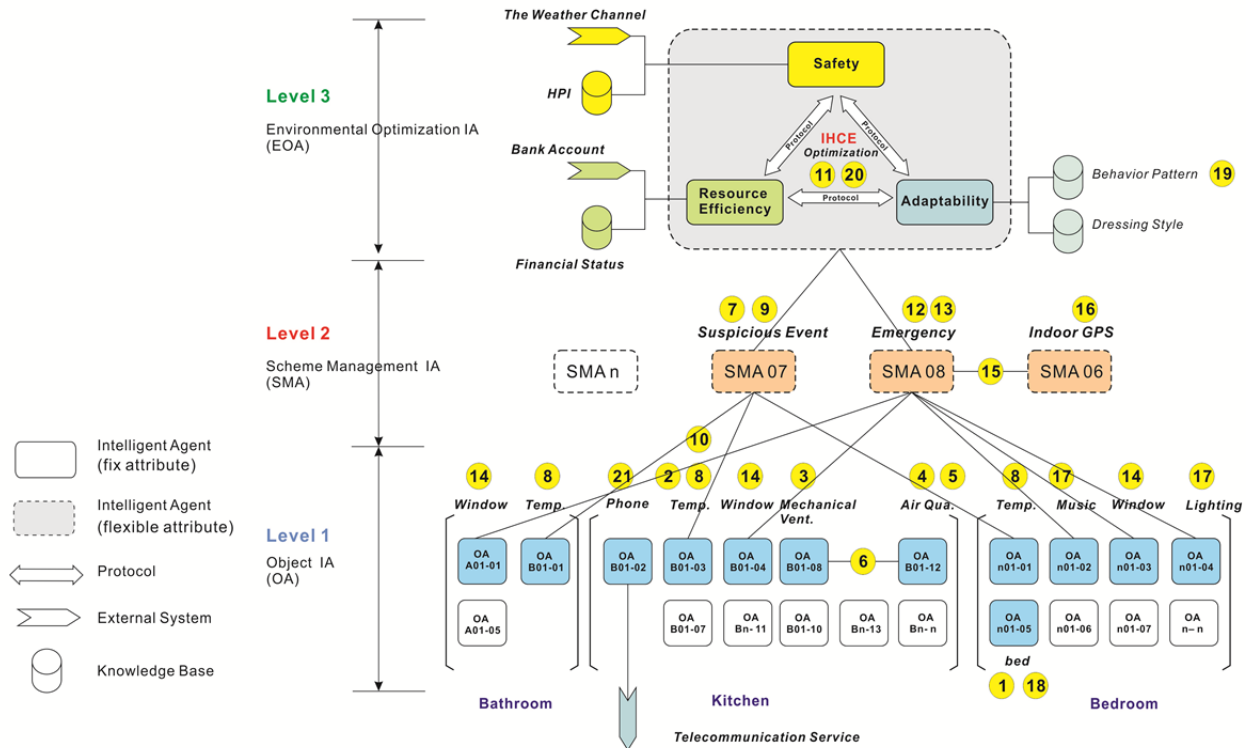 The Weather Channel
HPI
Bank Account
Financial Status
Level 3
Environmental Optimization IA
(EOA)
Safety
Protocol
Protocol
IHCE
Optimization
11
20
Resource
Efficiency
Protocol
Adaptability
Behavior Pattern
19
Dressing Style
Level 2
Scheme Management IA
(SMA)
7
9
Suspicious Event
12
13
Emergency
16
Indoor GPS
SMA n
SMA 07
SMA 08
15
SMA 06
Intelligent Agent
(fix attribute)
Intelligent Agent
(flexible attribute)
Protocol
External System
Knowledge Base
Level 1
Object IA
(OA)
10
14
8
21
2
8
14
3
4
5
8
17
14
17
Window
Temp.
Phone
Temp.
Window
Mechanical
Vent.
Air Qua.
Temp.
Music
Window
Lighting
OA
A01-01
OA
B01-01
OA
B01-02
OA
B01-03
OA
B01-04
OA
B01-08
6
OA
B01-12
OA
n01-01
OA
n01-02
OA
n01-03
OA
n01-04
OA
A01-05
OA
B01-07
OA
Bn- 11
OA
B01-10
OA
Bn-13
OA
Bn- n
OA
n01-05
OA
n01-06
OA
n01-07
OA
n– n
bed
1
18
Bathroom
Kitchen
Bedroom
Telecommunication Service